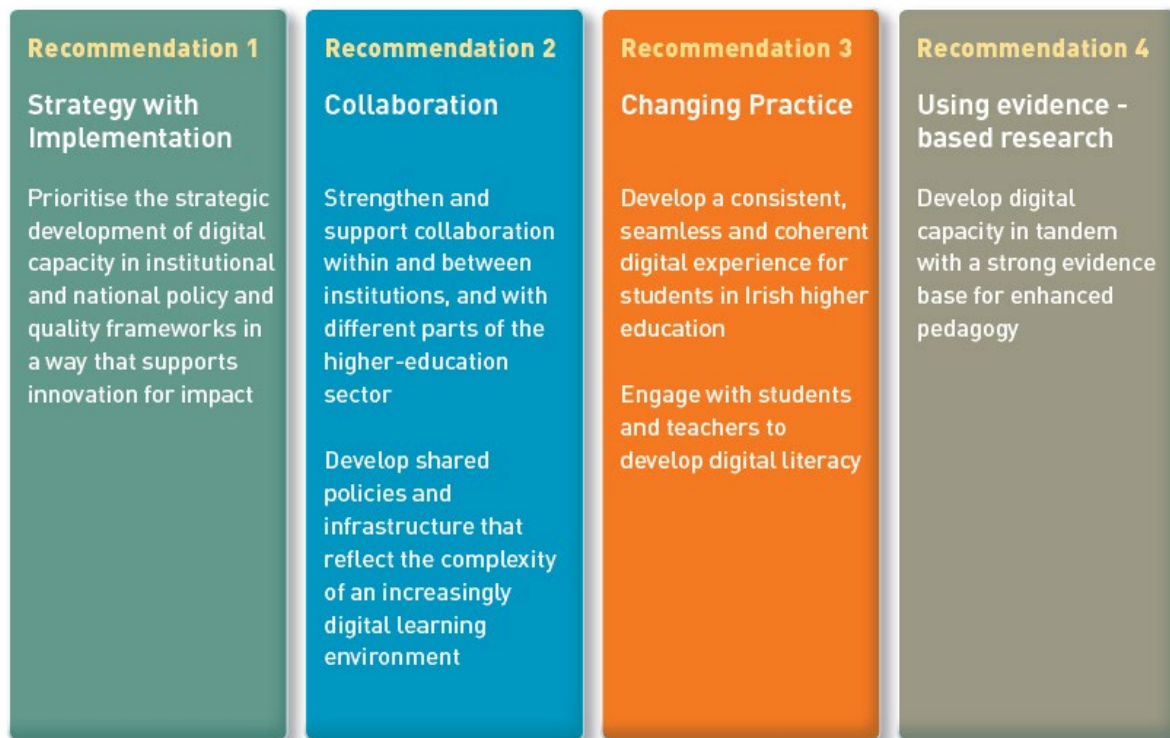 Recommendation 1
Strategy with
Implementation
Prioritise the strategic
development of digital
capacity in institutional
and national policy and
quality frameworks in
a way that supports
innovation for impact
Recommendation 2
Collaboration
Strengthen and
support collaboration
within and between
institutions, and with
different parts of the
higher-education
sector
Develop shared
policies and
infrastructure that
reflect the complexity
of an increasingly
digital learning
environment
Recommendation 3
Changing Practice
Develop a consistent,
seamless and coherent
digital experience for
students in Irish higher
education
Engage with students
and teachers to
develop digital literacy
Recommendation 4
Using evidence -
based research
Develop digital
capacity in tandem
with a strong evidence
base for enhanced
pedagogy